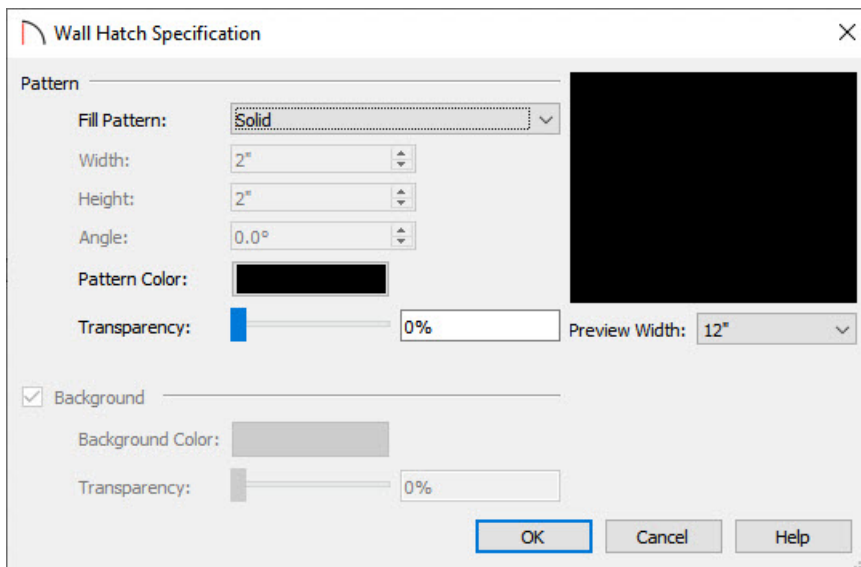 Wall Hatch Specification
Pattern
Fill Pattern: Solid
Width: 2"
Height: 2"
Angle: 0.0°
Pattern Color:
Transparency: 0%
Preview Width: 12"
Background
Background Color:
Transparency: 0%
OK Cancel Help